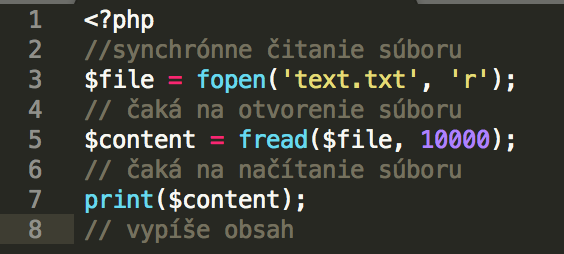 1 <?php
2 //synchrónne čitanie súboru
3 $file = fopen('text.txt', 'r');
4 // čaká na otvorenie súboru
5 $content = fread($file, 10000);
6 // čaká na načítanie súboru
7 print($content);
8 // vypíše obsah